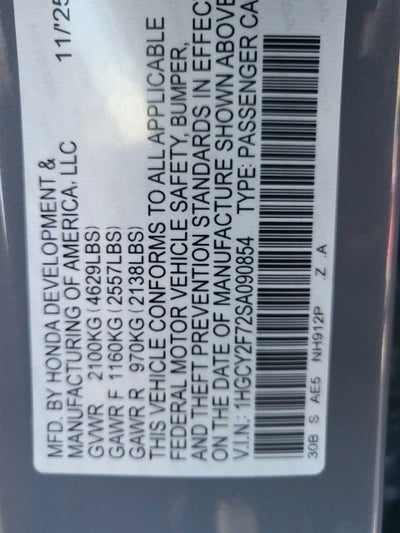 MFD. BY HONDA DEVELOPMENT & 11/'25
MANUFACTURING OF AMERICA, LLC
GVWR 2100KG (4629LBS)
GAWR F 1160KG (2557LBS)
GAWR R 970KG (2138LBS)
THIS VEHICLE CONFORMS TO ALL APPLICABLE
FEDERAL MOTOR VEHICLE SAFETY, BUMPER,
AND THEFT PREVENTION STANDARDS IN EFFEC
ON THE DATE OF MANUFACTURE SHOWN ABOVE
V.I.N.: 1HGCY2F72SA090854 TYPE: PASSENGER CA
30B S AE5 NH912P .Z .A